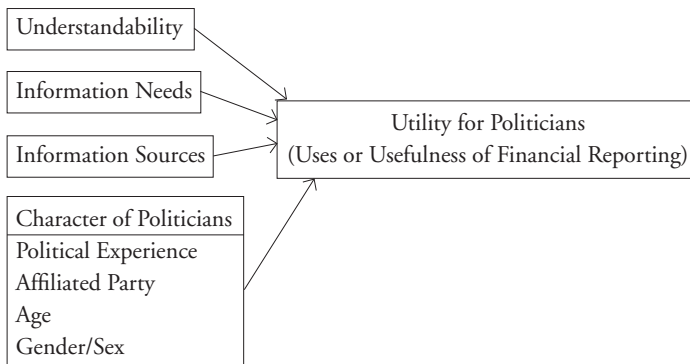 Understandability
Information Needs
Information Sources
Utility for Politicians
(Uses or Usefulness of Financial Reporting)
Character of Politicians
Political Experience
Affiliated Party
Age
Gender/Sex